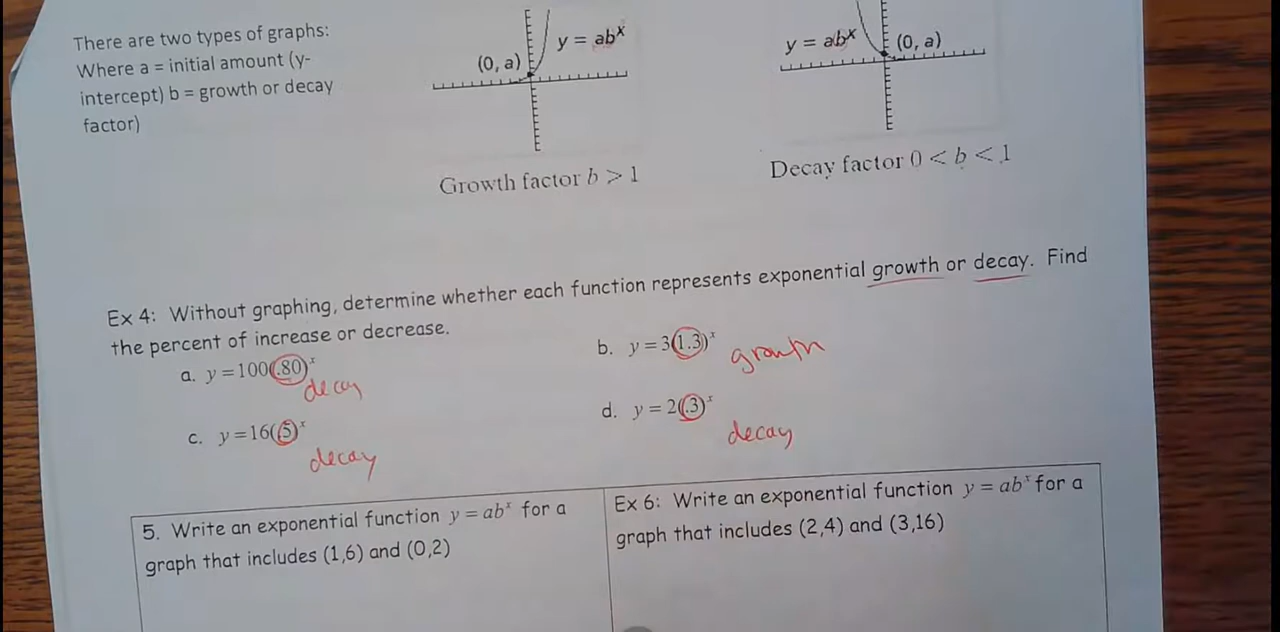 There are two types of graphs:
Where a = initial amount (y-
intercept) b = growth or decay
factor)
(0, a)
y = abˣ
Growth factor b > 1
y = abˣ
(0, a)
Decay factor 0 < b < 1
Ex 4: Without graphing, determine whether each function represents exponential growth or decay. Find
the percent of increase or decrease.
a. y = 100(.80)ˣ
decay
b. y = 3(1.3)ˣ growth
c. y = 16(.5)ˣ
decay
d. y = 2(.3)ˣ
decay
5. Write an exponential function y = abˣ for a
graph that includes (1,6) and (0,2)
Ex 6: Write an exponential function y = abˣ for a
graph that includes (2,4) and (3,16)